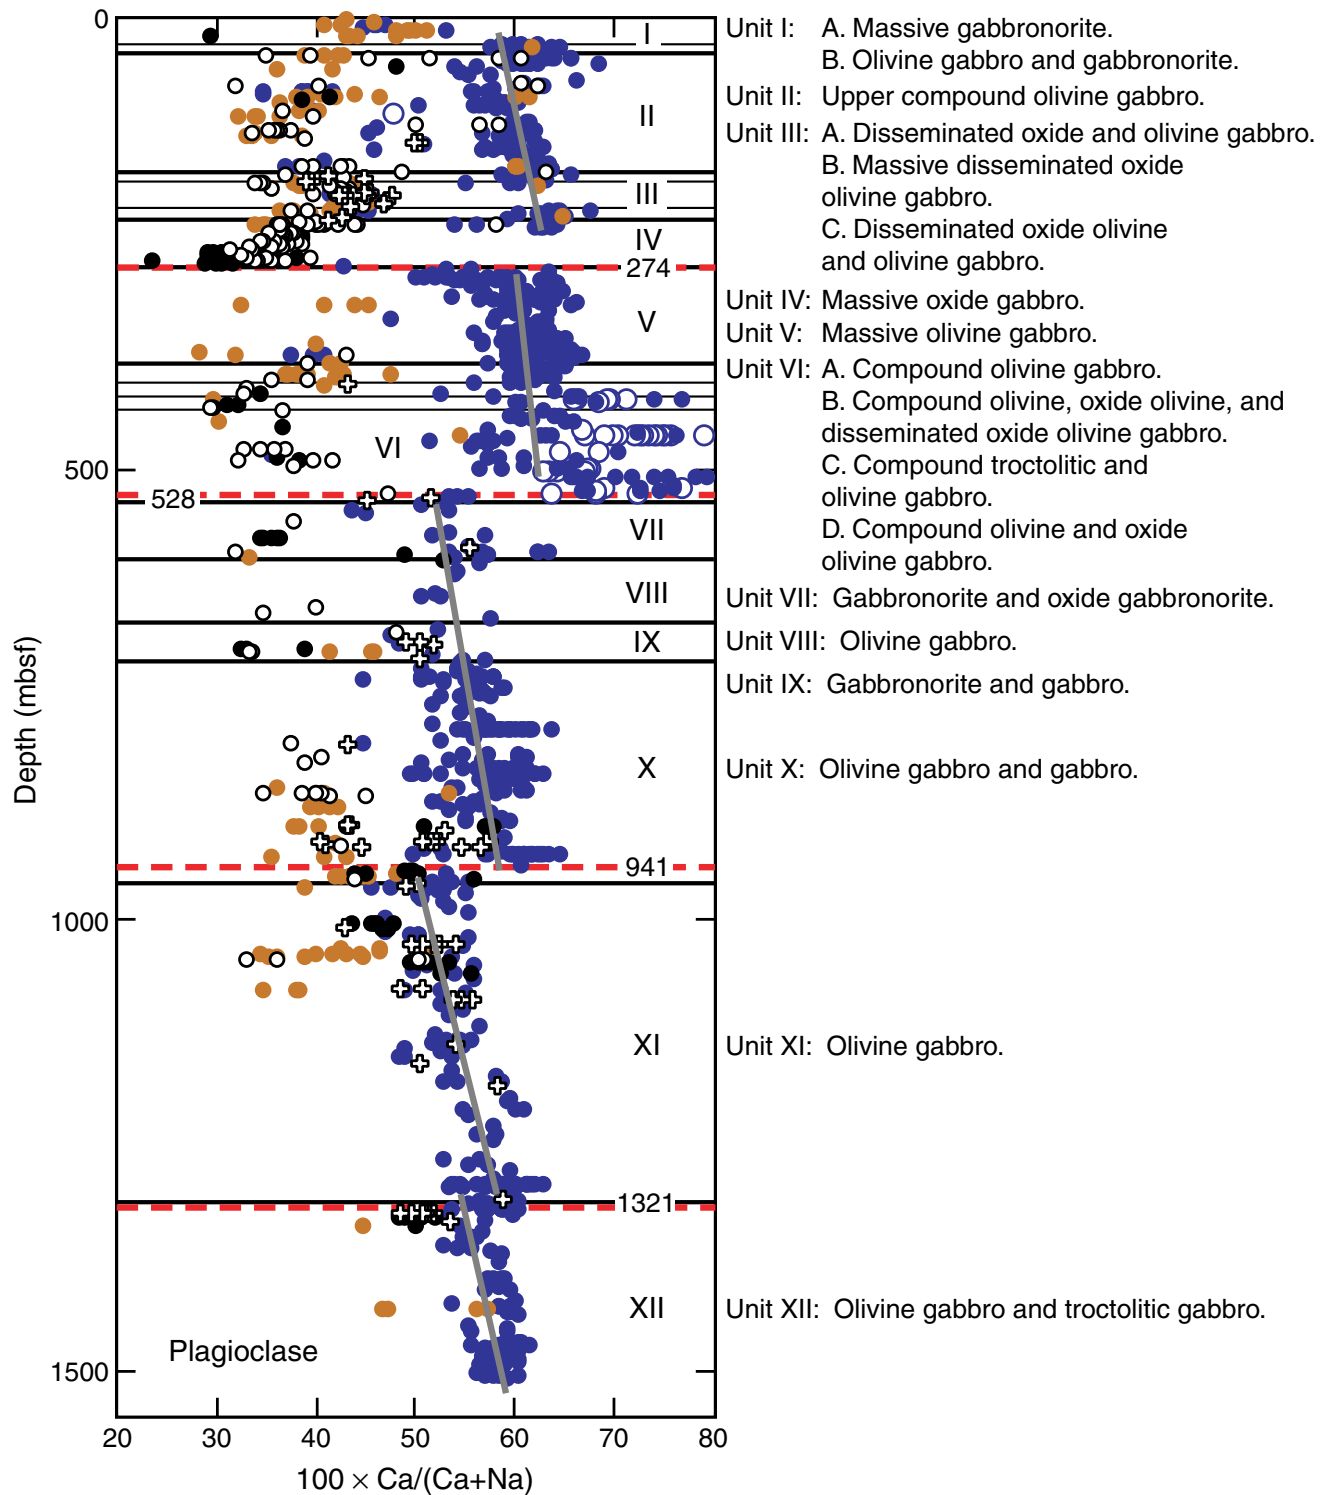 0
500
1000
1500
Depth (mbsf)
20 30 40 50 60 70 80
100 × Ca/(Ca+Na)
Plagioclase
I
II
III
IV
274
V
VI
528
VII
VIII
IX
X
941
XI
1321
XII
Unit I: A. Massive gabbronorite.
B. Olivine gabbro and gabbronorite.
Unit II: Upper compound olivine gabbro.
Unit III: A. Disseminated oxide and olivine gabbro.
B. Massive disseminated oxide
olivine gabbro.
C. Disseminated oxide olivine
and olivine gabbro.
Unit IV: Massive oxide gabbro.
Unit V: Massive olivine gabbro.
Unit VI: A. Compound olivine gabbro.
B. Compound olivine, oxide olivine, and
disseminated oxide olivine gabbro.
C. Compound troctolitic and
olivine gabbro.
D. Compound olivine and oxide
olivine gabbro.
Unit VII: Gabbronorite and oxide gabbronorite.
Unit VIII: Olivine gabbro.
Unit IX: Gabbronorite and gabbro.
Unit X: Olivine gabbro and gabbro.
Unit XI: Olivine gabbro.
Unit XII: Olivine gabbro and troctolitic gabbro.